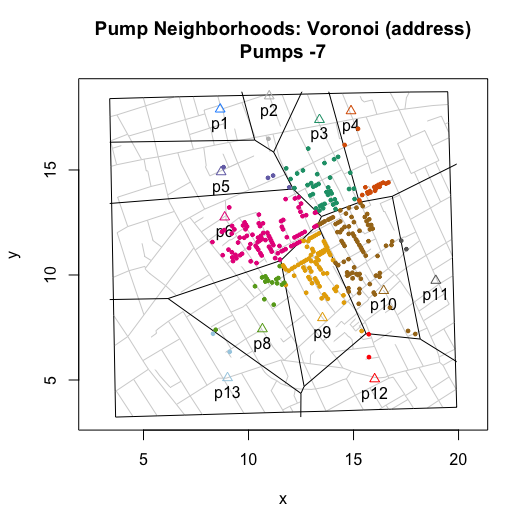 Pump Neighborhoods: Voronoi (address)
Pumps -7
p1
p2
p3
p4
p5
p6
p8
p9
p10
p11
p12
p13
y
5
10
15
5
10
15
20
x